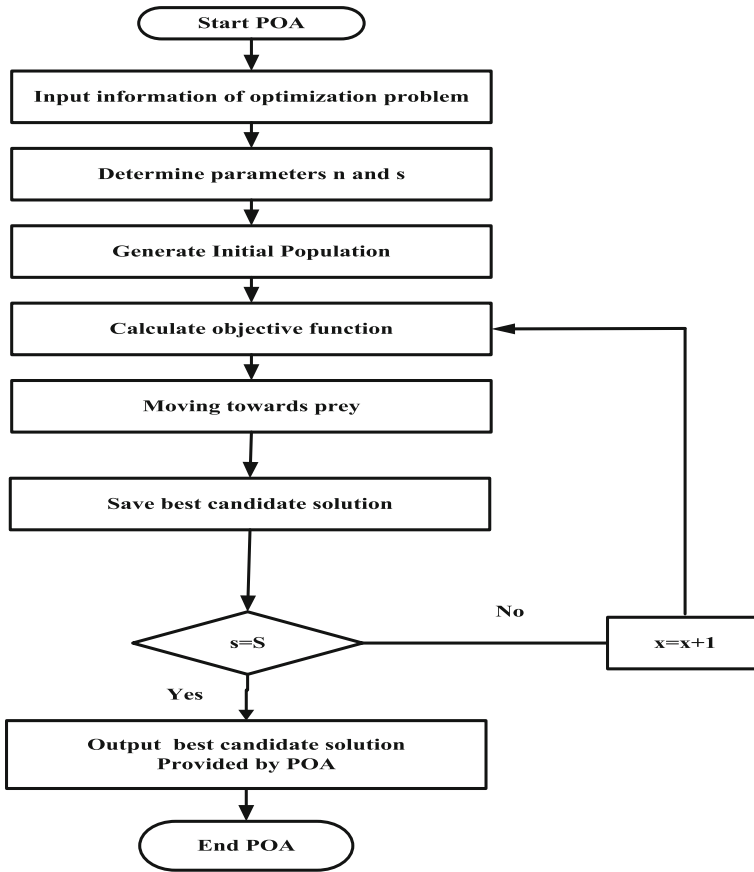 Start POA
Input information of optimization problem
Determine parameters n and s
Generate Initial Population
Calculate objective function
Moving towards prey
Save best candidate solution
No
s=S
x=x+1
Yes
Output best candidate solution
Provided by POA
End POA